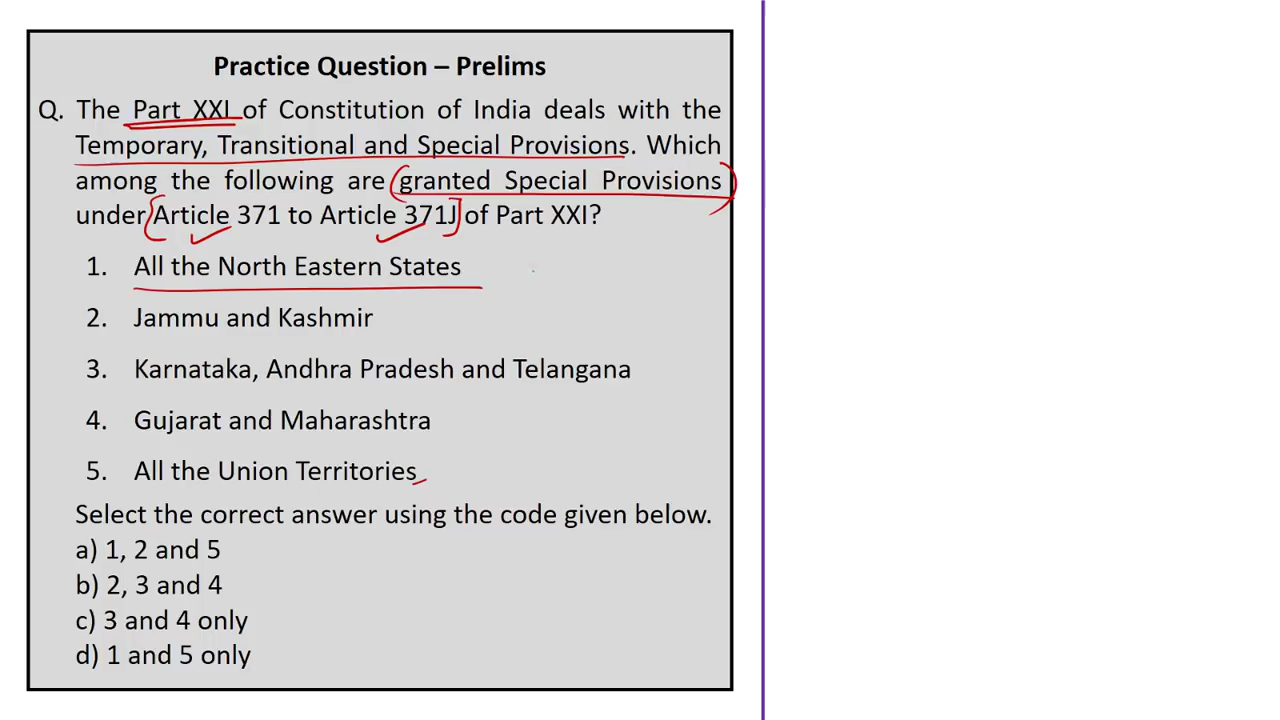 Practice Question – Prelims
Q. The Part XXI of Constitution of India deals with the
Temporary, Transitional and Special Provisions. Which
among the following are granted Special Provisions
under Article 371 to Article 371J of Part XXI?
1. All the North Eastern States
2. Jammu and Kashmir
3. Karnataka, Andhra Pradesh and Telangana
4. Gujarat and Maharashtra
5. All the Union Territories
Select the correct answer using the code given below.
a) 1, 2 and 5
b) 2, 3 and 4
c) 3 and 4 only
d) 1 and 5 only